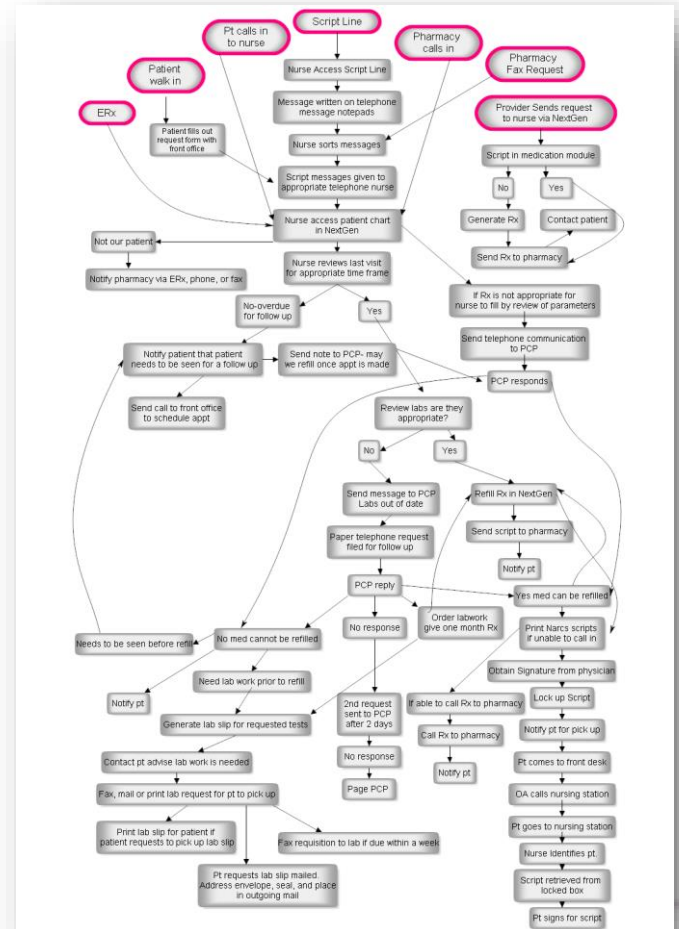 Script Line
Pt calls in
to nurse
Pharmacy
calls in
Patient
walk in
Pharmacy
Fax Request
ERx
Provider Sends request
to nurse via NextGen
Nurse Access Script Line
Message written on telephone
message notepads
Patient fills out
request form with
front office
Nurse sorts messages
Script in medication module
Script messages given to
appropriate telephone nurse
No
Yes
Nurse access patient chart
in NextGen
Generate Rx
Contact patient
Not our patient
Send Rx to pharmacy
Nurse reviews last visit
for appropriate time frame
Notify pharmacy via ERx, phone, or fax
If Rx is not appropriate for
nurse to fill by review of parameters
No-overdue
for follow up
Yes
Send telephone communication
to PCP
Notify patient that patient
needs to be seen for a follow up
Send note to PCP- may
we refill once appt is made
PCP responds
Send call to front office
to schedule appt
Review labs are they
appropriate?
No
Yes
Send message to PCP
Labs out of date
Refill Rx in NextGen
Paper telephone request
filed for follow up
Send script to pharmacy
Notify pt
PCP reply
Yes med can be refilled
Needs to be seen before refill
No med cannot be refilled
No response
Order labwork
give one month Rx
Print Narcs scripts
if unable to call in
Need lab work prior to refill
Obtain Signature from physician
Notify pt
2nd request
sent to PCP
after 2 days
If able to call Rx to pharmacy
Lock up Script
Generate lab slip for requested tests
Call Rx to pharmacy
Notify pt for pick up
Contact pt advise lab work is needed
No response
Notify pt
Pt comes to front desk
Fax, mail or print lab request for pt to pick up
Page PCP
OA calls nursing station
Print lab slip for patient if
patient requests to pick up lab slip
Fax requisition to lab if due within a week
Pt goes to nursing station
Nurse Identifies pt.
Pt requests lab slip mailed.
Address envelope, seal, and place
in outgoing mail
Script retrieved from
locked box
Pt signs for script